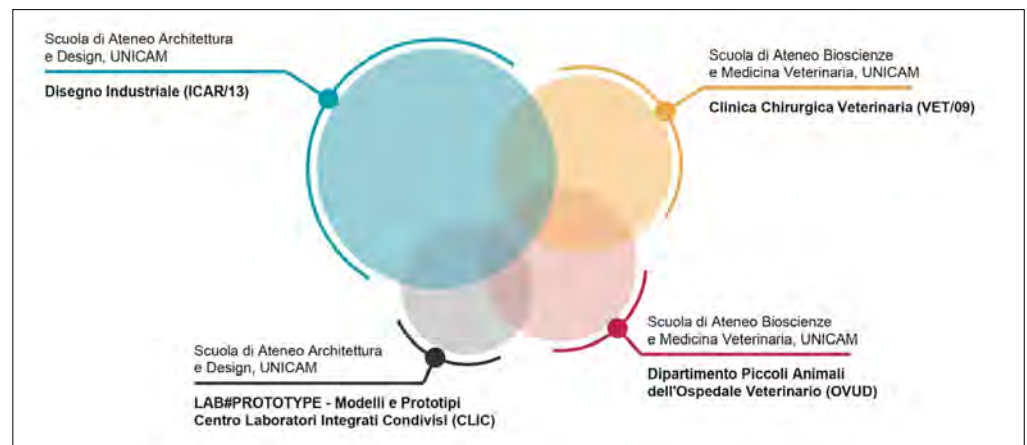 Scuola di Ateneo Architettura
e Design, UNICAM
Disegno Industriale (ICAR/13)
Scuola di Ateneo Bioscienze
e Medicina Veterinaria, UNICAM
Clinica Chirurgica Veterinaria (VET/09)
Scuola di Ateneo Architettura
e Design, UNICAM
LAB#PROTOTYPE - Modelli e Prototipi
Centro Laboratori Integrati Condivisi (CLIC)
Scuola di Ateneo Bioscienze
e Medicina Veterinaria, UNICAM
Dipartimento Piccoli Animali
dell'Ospedale Veterinario (OVUD)